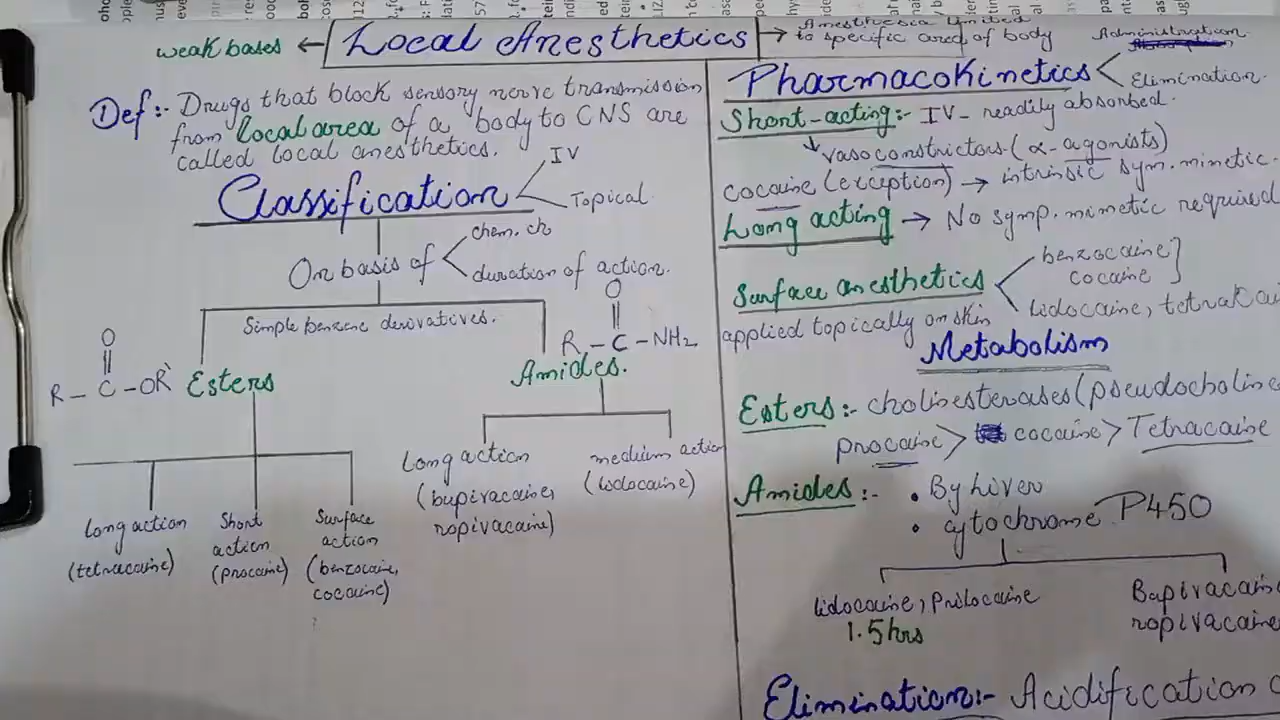 weak bases ← Local Anesthetics → Anesthesia Limited
to specific area of body
Def:- Drugs that block sensory nerve transmission
from local area of a body to CNS are
called local anesthetics.
Classification
IV
Topical
On basis of
chem. ch
duration of action.
Simple benzene derivatives.
O
R - C - OR' Esters
O
R - C - NH2
Amides.
Long action
(tetracaine)
Short
action
(procaine)
Surface
action
(benzocaine,
cocaine)
Long action
(bupivacaine,
ropivacaine)
medium action
(lidocaine)
Pharmacokinetics
Administration
Elimination.
Short-acting:- IV- readily absorbed.
vasoconstrictors (α-agonists)
cocaine (exception) → intrinsic sym. mimetic.
Long acting → No symp. mimetic required
Surface anesthetics
benzocaine
cocaine ]
lidocaine, tetraca
applied topically on skin
Metabolism
Esters:- cholinesterases (pseudocholine
procaine > cocaine > Tetracaine
Amides:- • By liver
• cytochrome P450
lidocaine, Prilocaine
1.5 hrs
Bupivacain
ropivacaine
Elimination:- Acidification